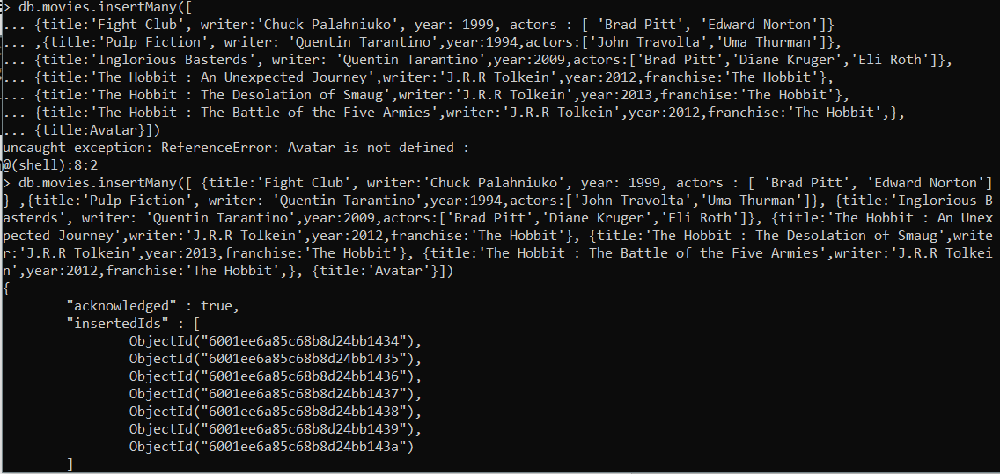 > db.movies.insertMany([
... {title:'Fight Club', writer:'Chuck Palahniuko', year: 1999, actors : [ 'Brad Pitt', 'Edward Norton']}
... ,{title:'Pulp Fiction', writer: 'Quentin Tarantino',year:1994,actors:['John Travolta','Uma Thurman']},
... {title:'Inglorious Basterds', writer: 'Quentin Tarantino',year:2009,actors:['Brad Pitt','Diane Kruger','Eli Roth']},
... {title:'The Hobbit : An Unexpected Journey',writer:'J.R.R Tolkein',year:2012,franchise:'The Hobbit'},
... {title:'The Hobbit : The Desolation of Smaug',writer:'J.R.R Tolkein',year:2013,franchise:'The Hobbit'},
... {title:'The Hobbit : The Battle of the Five Armies',writer:'J.R.R Tolkein',year:2012,franchise:'The Hobbit',},
... {title:Avatar}])
uncaught exception: ReferenceError: Avatar is not defined :
@(shell):8:2
> db.movies.insertMany([ {title:'Fight Club', writer:'Chuck Palahniuko', year: 1999, actors : [ 'Brad Pitt', 'Edward Norton']
} ,{title:'Pulp Fiction', writer: 'Quentin Tarantino',year:1994,actors:['John Travolta','Uma Thurman']}, {title:'Inglorious B
asterds', writer: 'Quentin Tarantino',year:2009,actors:['Brad Pitt','Diane Kruger','Eli Roth']}, {title:'The Hobbit : An Unex
pected Journey',writer:'J.R.R Tolkein',year:2012,franchise:'The Hobbit'}, {title:'The Hobbit : The Desolation of Smaug',write
r:'J.R.R Tolkein',year:2013,franchise:'The Hobbit'}, {title:'The Hobbit : The Battle of the Five Armies',writer:'J.R.R Tolkei
n',year:2012,franchise:'The Hobbit',}, {title:'Avatar'}])
{
"acknowledged" : true,
"insertedIds" : [
ObjectId("6001ee6a85c68b8d24bb1434"),
ObjectId("6001ee6a85c68b8d24bb1435"),
ObjectId("6001ee6a85c68b8d24bb1436"),
ObjectId("6001ee6a85c68b8d24bb1437"),
ObjectId("6001ee6a85c68b8d24bb1438"),
ObjectId("6001ee6a85c68b8d24bb1439"),
ObjectId("6001ee6a85c68b8d24bb143a")
]